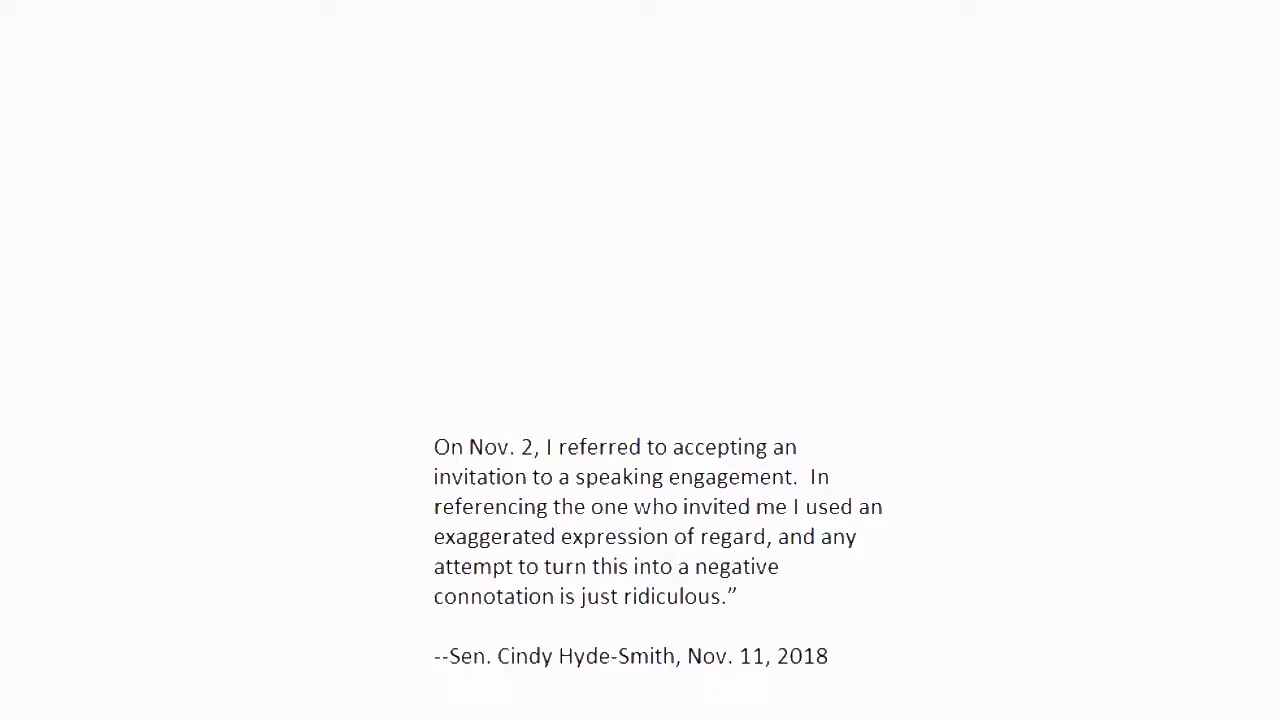 On Nov. 2, I referred to accepting an
invitation to a speaking engagement.  In
referencing the one who invited me I used an
exaggerated expression of regard, and any
attempt to turn this into a negative
connotation is just ridiculous.”
--Sen. Cindy Hyde-Smith, Nov. 11, 2018